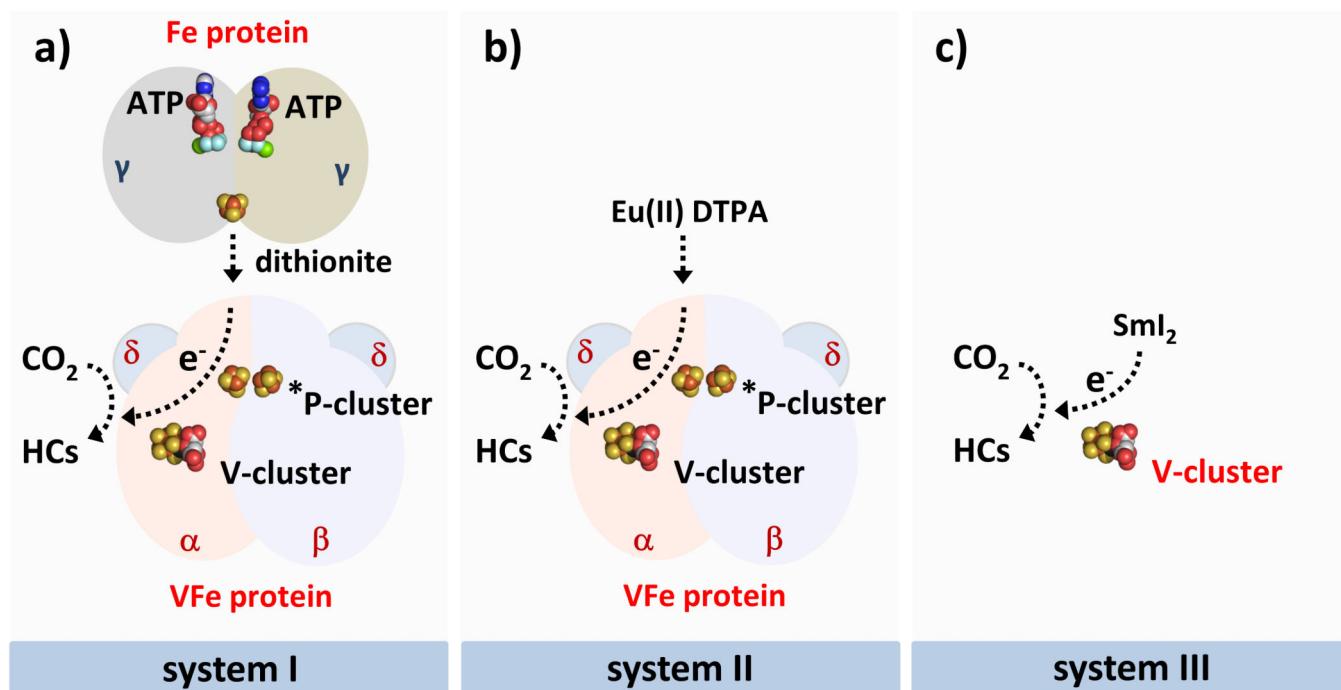 a)
Fe protein
ATP
ATP
γ
γ
dithionite
CO₂
δ
e⁻
δ
*P-cluster
HCs
V-cluster
α
β
VFe protein
system I
b)
Eu(II) DTPA
CO₂
δ
e⁻
δ
*P-cluster
HCs
V-cluster
α
β
VFe protein
system II
c)
SmI₂
CO₂
e⁻
HCs
V-cluster
system III